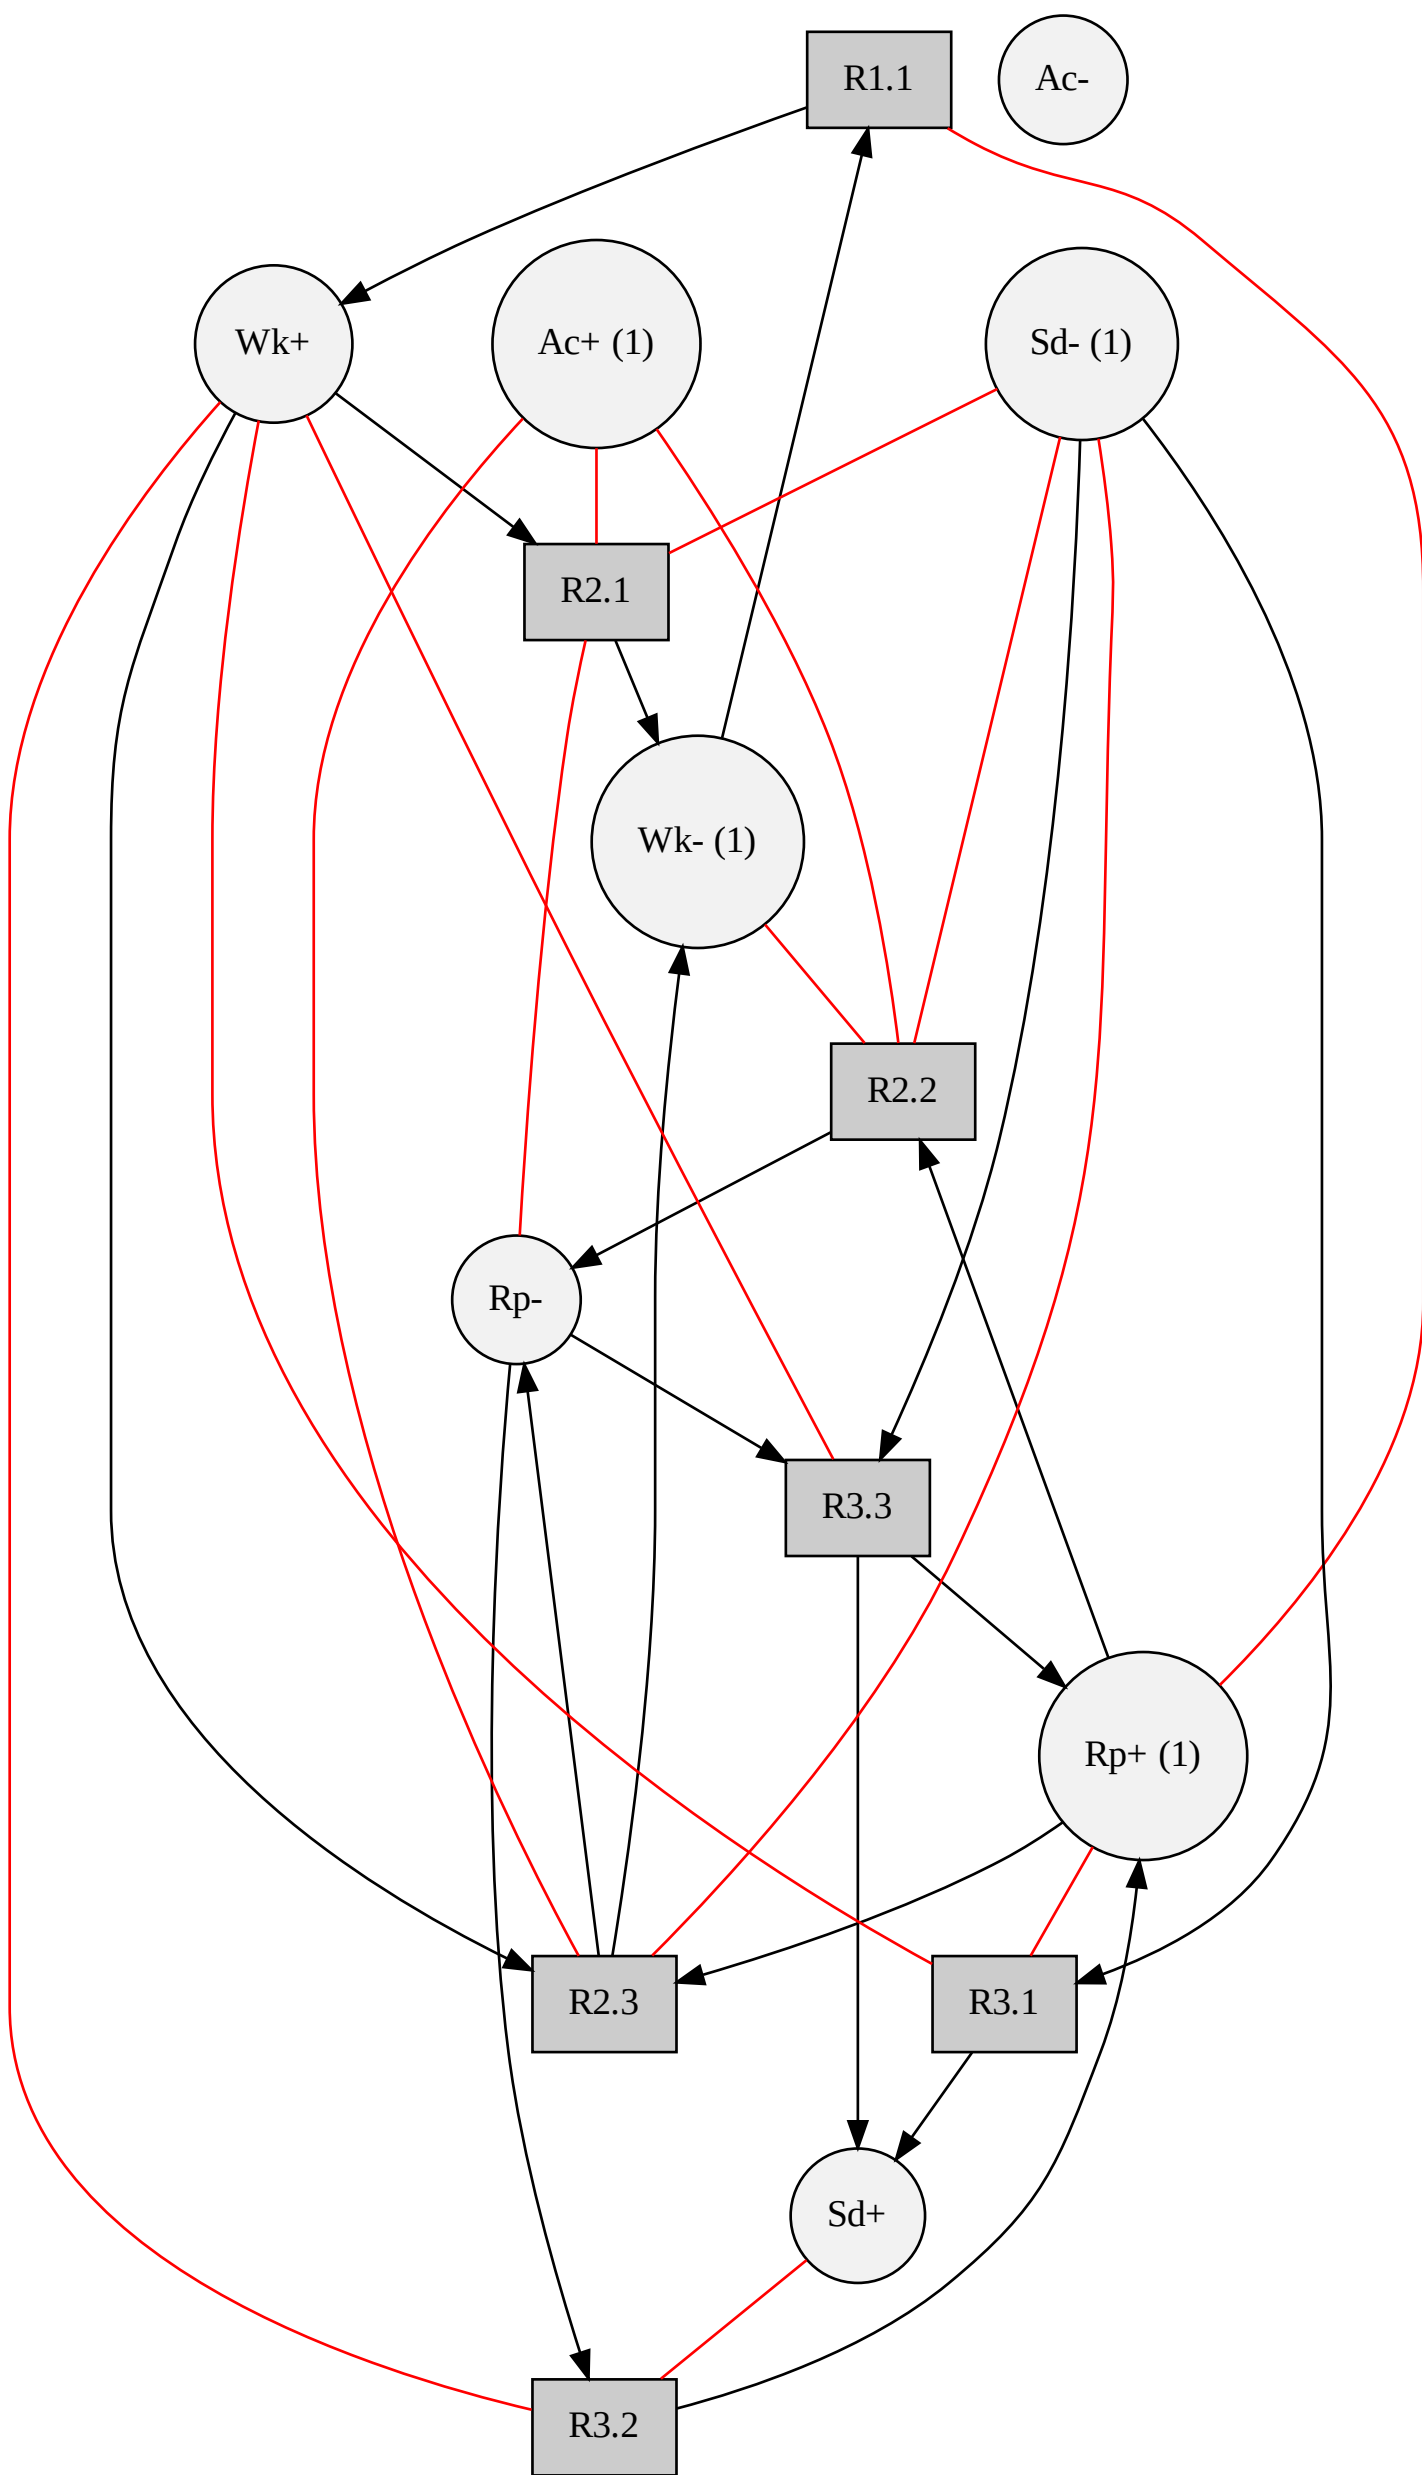 R1.1
Ac-
Wk+
Ac+ (1)
Sd- (1)
R2.1
Wk- (1)
R2.2
Rp-
R3.3
Rp+ (1)
R2.3
R3.1
Sd+
R3.2